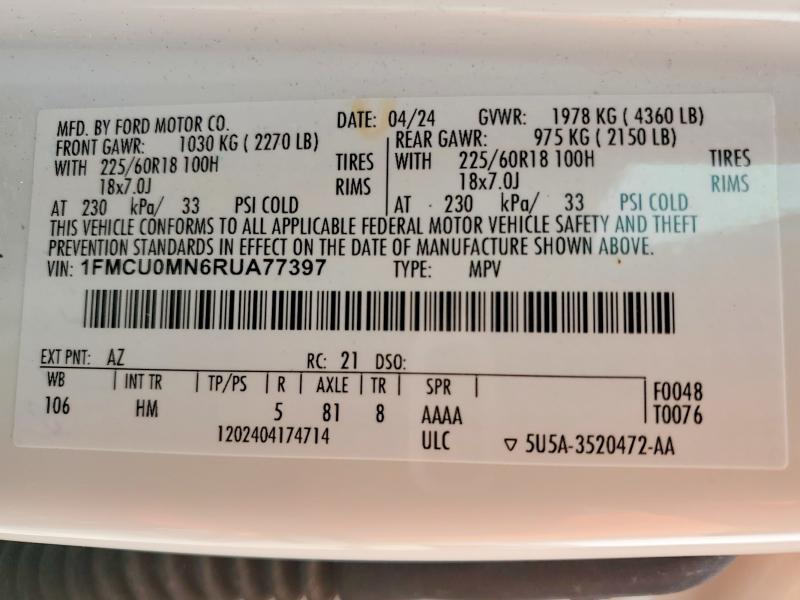 MFD. BY FORD MOTOR CO. DATE: 04/24 GVWR: 1978 KG ( 4360 LB)
FRONT GAWR: 1030 KG ( 2270 LB) REAR GAWR: 975 KG ( 2150 LB)
WITH 225/60R18 100H TIRES WITH 225/60R18 100H TIRES
18x7.0J RIMS 18x7.0J RIMS
AT 230 kPa/ 33 PSI COLD AT 230 kPa/ 33 PSI COLD
THIS VEHICLE CONFORMS TO ALL APPLICABLE FEDERAL MOTOR VEHICLE SAFETY AND THEFT
PREVENTION STANDARDS IN EFFECT ON THE DATE OF MANUFACTURE SHOWN ABOVE.
VIN: 1FMCU0MN6RUA77397 TYPE: MPV
EXT PNT: AZ RC: 21 DSO:
WB INT TR TP/PS R AXLE TR SPR F0048
106 HM 5 81 8 AAAA T0076
1202404174714 ULC 5U5A-3520472-AA